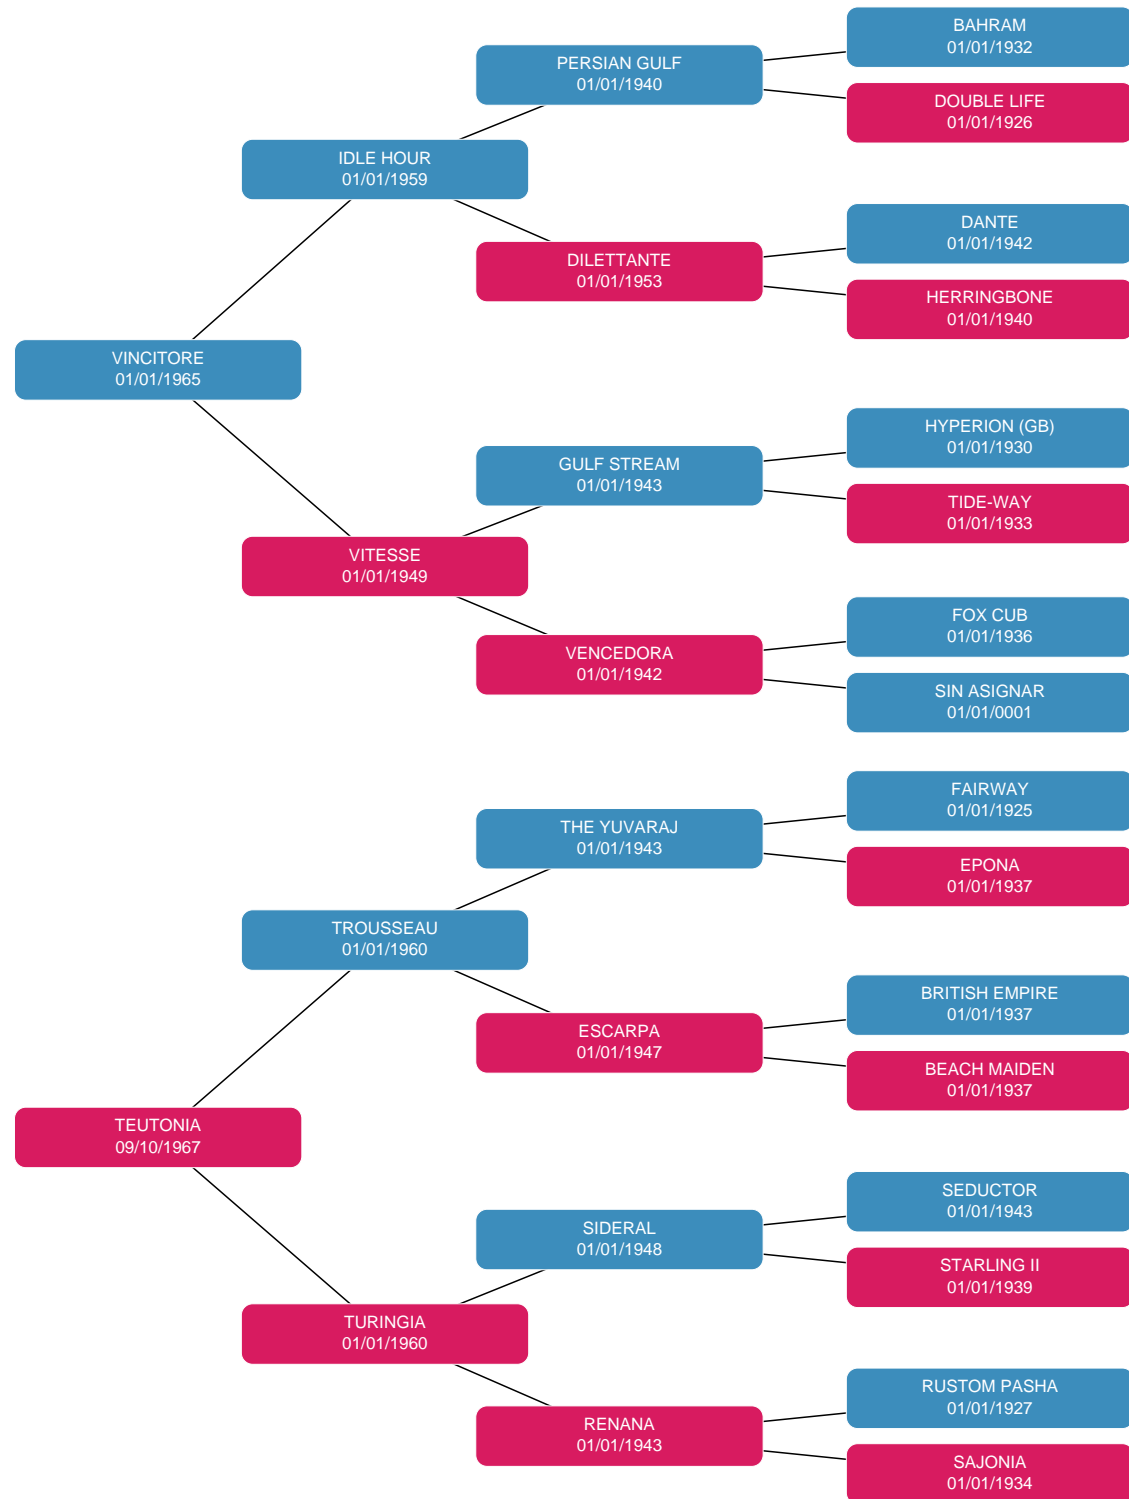 BAHRAM
01/01/1932
PERSIAN GULF
01/01/1940
DOUBLE LIFE
01/01/1926
IDLE HOUR
01/01/1959
DANTE
01/01/1942
DILETTANTE
01/01/1953
HERRINGBONE
01/01/1940
VINCITORE
01/01/1965
HYPERION (GB)
01/01/1930
GULF STREAM
01/01/1943
TIDE-WAY
01/01/1933
VITESSE
01/01/1949
FOX CUB
01/01/1936
VENCEDORA
01/01/1942
SIN ASIGNAR
01/01/0001
FAIRWAY
01/01/1925
THE YUVARAJ
01/01/1943
EPONA
01/01/1937
TROUSSEAU
01/01/1960
BRITISH EMPIRE
01/01/1937
ESCARPA
01/01/1947
BEACH MAIDEN
01/01/1937
TEUTONIA
09/10/1967
SEDUCTOR
01/01/1943
SIDERAL
01/01/1948
STARLING II
01/01/1939
TURINGIA
01/01/1960
RUSTOM PASHA
01/01/1927
RENANA
01/01/1943
SAJONIA
01/01/1934